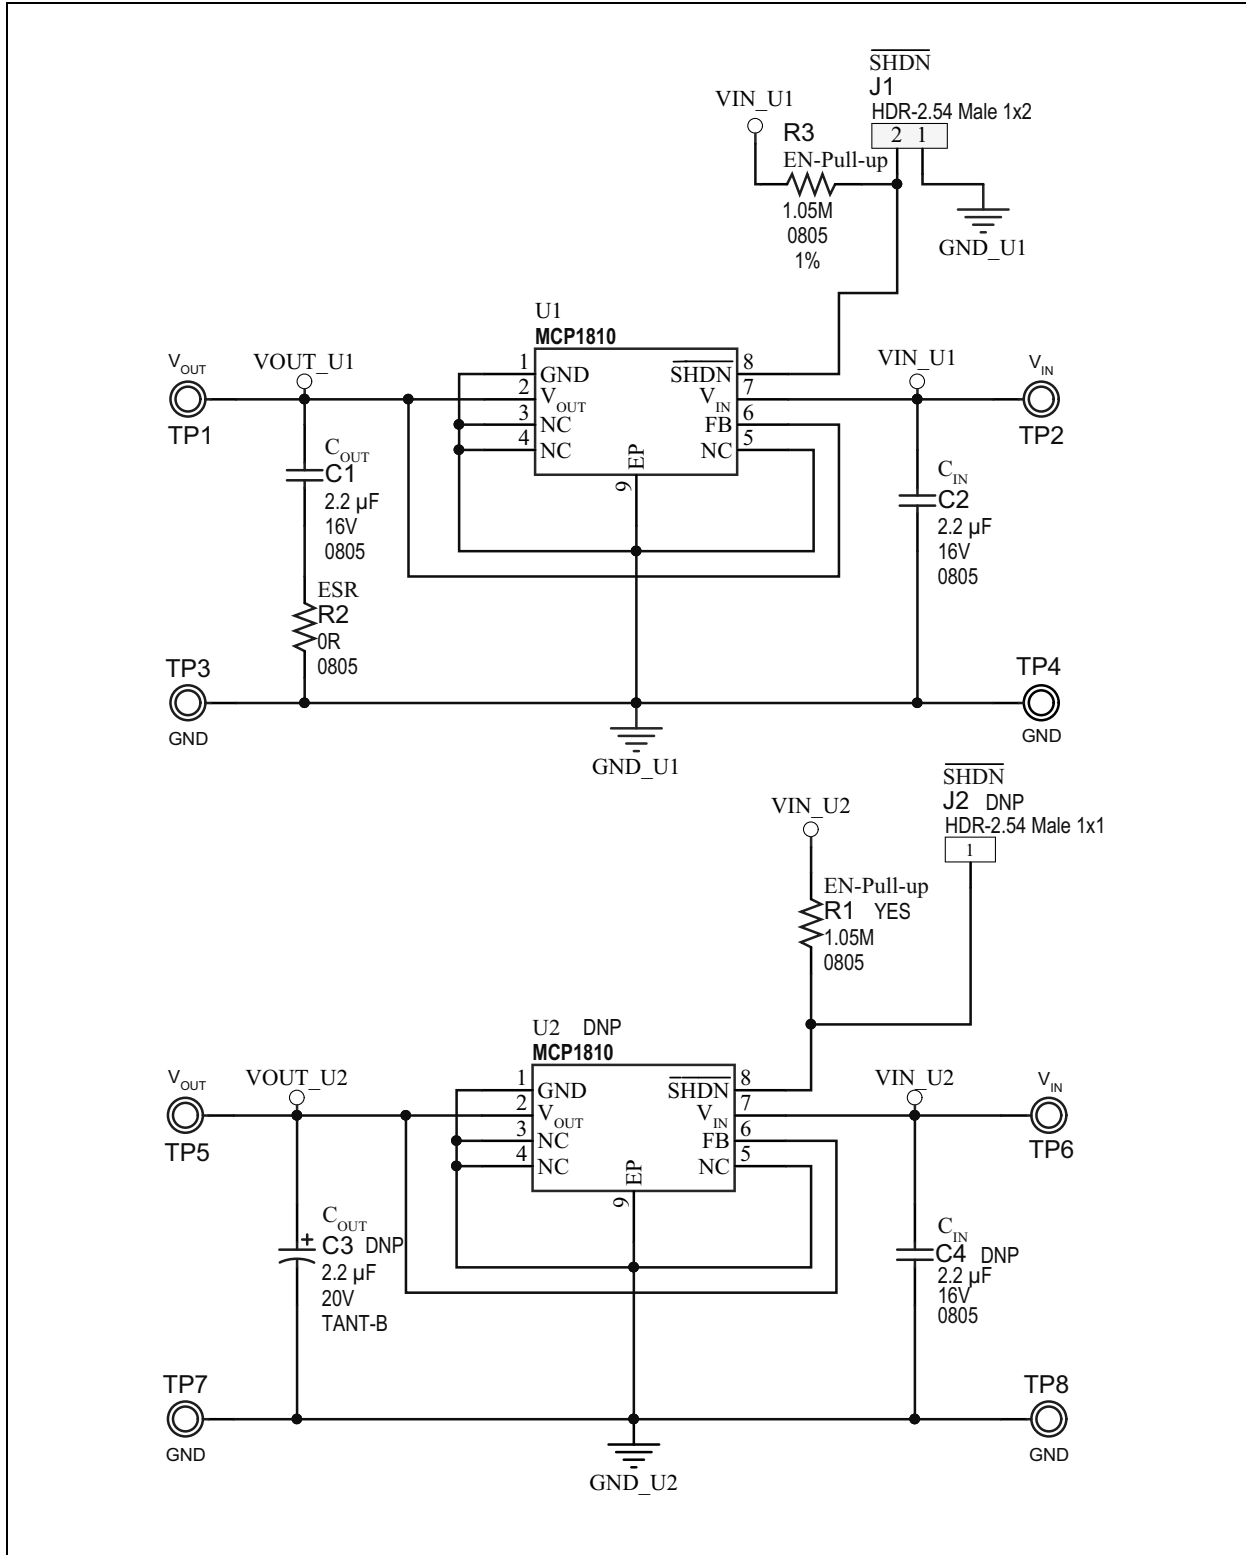 SHDN
J1
HDR-2.54 Male 1x2
2 1
VIN_U1
R3
EN-Pull-up
1.05M
0805
1%
GND_U1
U1
MCP1810
1 GND
2 VOUT
3 NC
4 NC
EP 9
SHDN 8
VIN 7
FB 6
NC 5
VOUT
TP1
VOUT_U1
VIN_U1
VIN
TP2
COUT
C1
2.2 µF
16V
0805
ESR
R2
0R
0805
CIN
C2
2.2 µF
16V
0805
TP3
GND
GND_U1
TP4
GND
SHDN
J2 DNP
HDR-2.54 Male 1x1
1
VIN_U2
EN-Pull-up
R1 YES
1.05M
0805
U2 DNP
MCP1810
1 GND
2 VOUT
3 NC
4 NC
EP 9
SHDN 8
VIN 7
FB 6
NC 5
VOUT
TP5
VOUT_U2
VIN_U2
VIN
TP6
COUT
+
C3 DNP
2.2 µF
20V
TANT-B
CIN
C4 DNP
2.2 µF
16V
0805
TP7
GND
GND_U2
TP8
GND